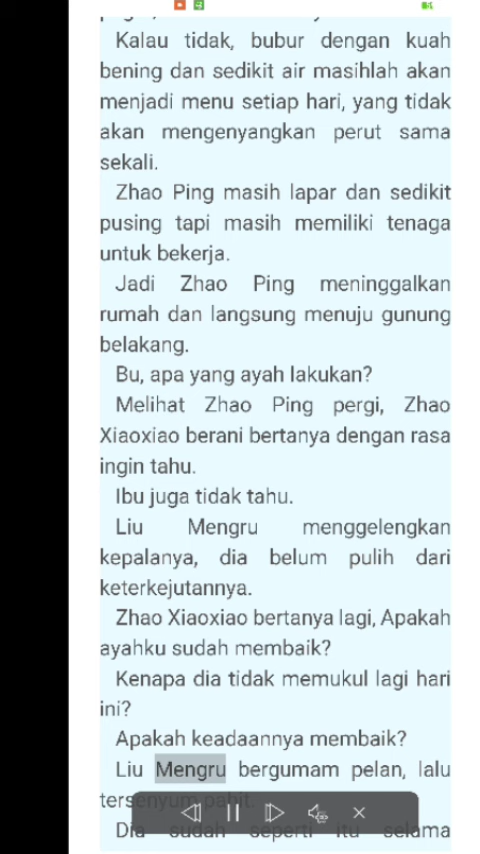 Kalau tidak, bubur dengan kuah
bening dan sedikit air masihlah akan
menjadi menu setiap hari, yang tidak
akan mengenyangkan perut sama
sekali.
Zhao Ping masih lapar dan sedikit
pusing tapi masih memiliki tenaga
untuk bekerja.
Jadi Zhao Ping meninggalkan
rumah dan langsung menuju gunung
belakang.
Bu, apa yang ayah lakukan?
Melihat Zhao Ping pergi, Zhao
Xiaoxiao berani bertanya dengan rasa
ingin tahu.
Ibu juga tidak tahu.
Liu Mengru menggelengkan
kepalanya, dia belum pulih dari
keterkejutannya.
Zhao Xiaoxiao bertanya lagi, Apakah
ayahku sudah membaik?
Kenapa dia tidak memukul lagi hari
ini?
Apakah keadaannya membaik?
Liu Mengru bergumam pelan, lalu
tersenyum pahit.
Dia sudah seperti itu selama